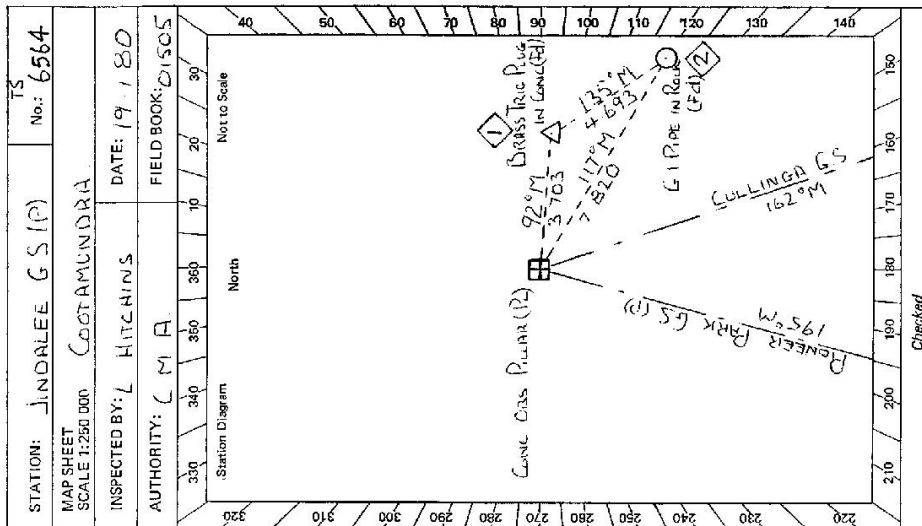 STATION: JINDALEE G S (P)
TS
No.: 6564
MAP SHEET
SCALE 1:250 000 COOTAMUNDRA
INSPECTED BY: L HITCHINS
DATE: 19·1·80
AUTHORITY: C M A.
FIELD BOOK: 01505
330 340 350 360 10 20 30
Station Diagram
North
Not to Scale
320
310
300
290
280
270
260
250
240
230
220
40
50
60
70
80
90
100
110
120
130
140
1
BRASS TRIG PLUG
IN CONC (Fd)
92°M
3·703
135°M
4·693
117°M
7·820
CONC OBS PILLAR (PL)
G I PIPE IN ROCK
(Fd)
2
CULLINGA GS
162°M
PIONEER PARK GS (P)
195°M
210 200 190 180 170 160 150
Checked